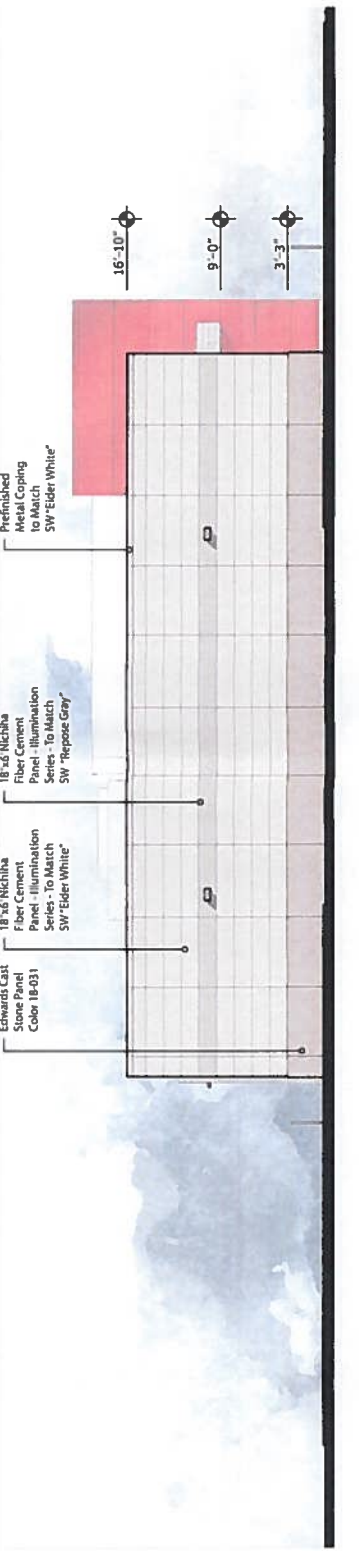 Edwards Cast
Stone Panel
Color 18-031
18"x6' Nichiha
Fiber Cement
Panel - Illumination
Series - To Match
SW "Eider White"
18"x6' Nichiha
Fiber Cement
Panel - Illumination
Series - To Match
SW "Repose Gray"
Prefinished
Metal Coping
to Match
SW "Eider White"
16'-10"
9'-0"
3'-3"